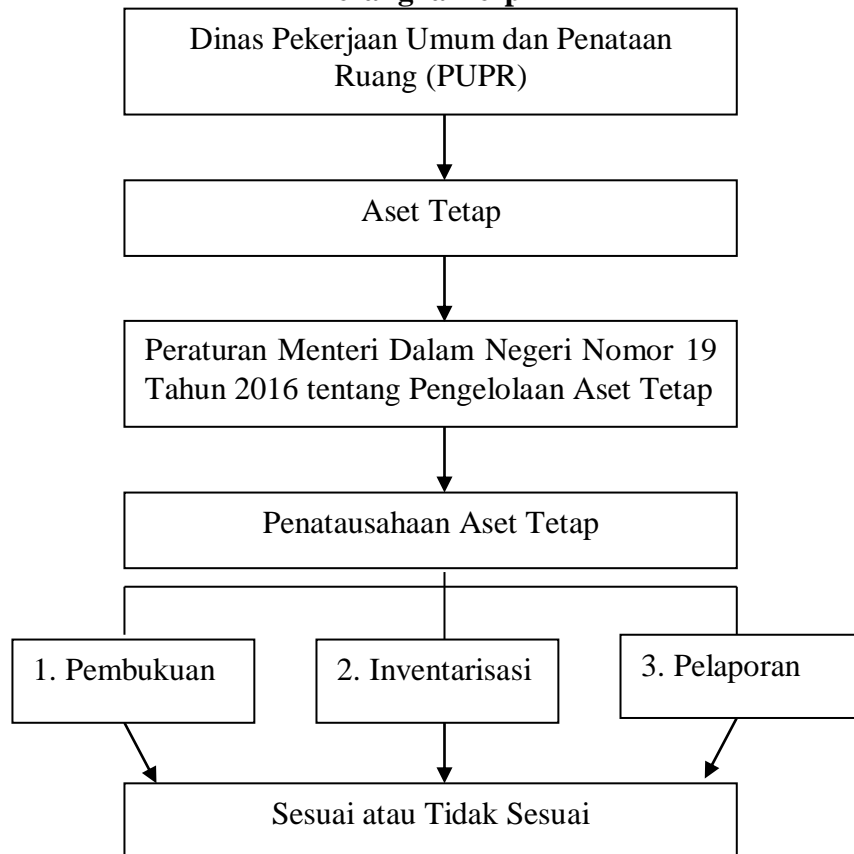 Dinas Pekerjaan Umum dan Penataan
Ruang (PUPR)
Aset Tetap
Peraturan Menteri Dalam Negeri Nomor 19
Tahun 2016 tentang Pengelolaan Aset Tetap
Penatausahaan Aset Tetap
1. Pembukuan
2. Inventarisasi
3. Pelaporan
Sesuai atau Tidak Sesuai